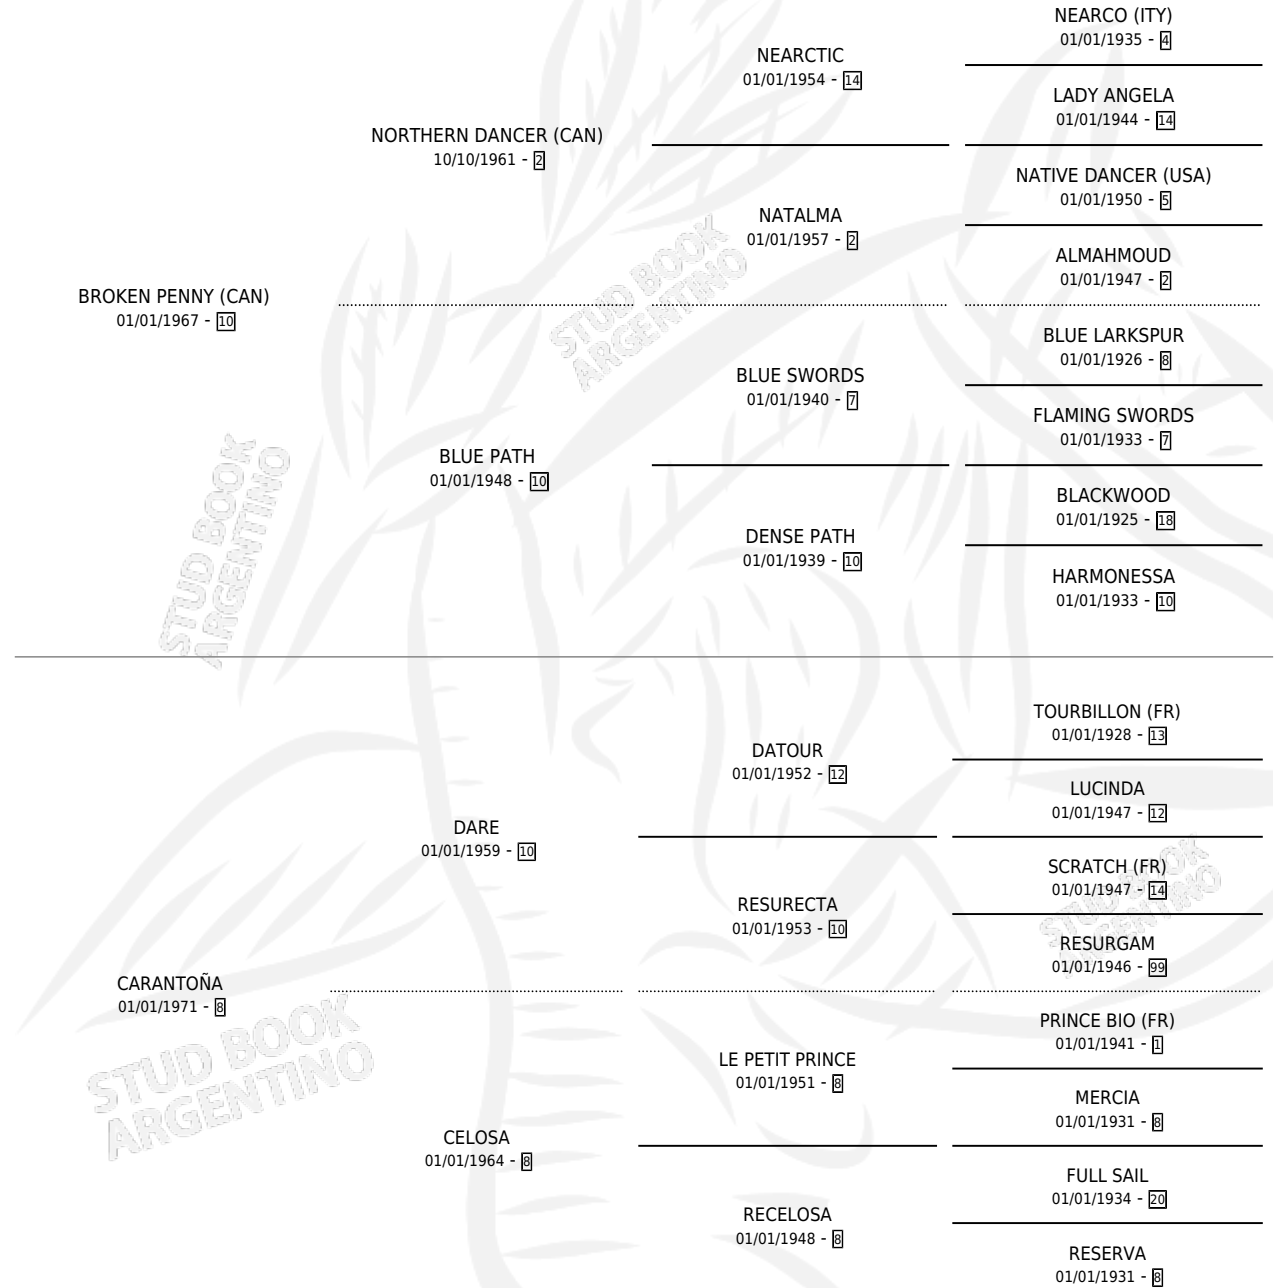 NEARCO (ITY)
01/01/1935 - 4
NEARCTIC
01/01/1954 - 14
LADY ANGELA
01/01/1944 - 14
NORTHERN DANCER (CAN)
10/10/1961 - 2
NATIVE DANCER (USA)
01/01/1950 - 5
NATALMA
01/01/1957 - 2
ALMAHMOUD
01/01/1947 - 2
BROKEN PENNY (CAN)
01/01/1967 - 10
BLUE LARKSPUR
01/01/1926 - 8
BLUE SWORDS
01/01/1940 - 7
FLAMING SWORDS
01/01/1933 - 7
BLUE PATH
01/01/1948 - 10
BLACKWOOD
01/01/1925 - 18
DENSE PATH
01/01/1939 - 10
HARMONESSA
01/01/1933 - 10
STUD BOOK
ARGENTINO
STUD BOOK
ARGENTINO
TOURBILLON (FR)
01/01/1928 - 13
DATOUR
01/01/1952 - 12
LUCINDA
01/01/1947 - 12
DARE
01/01/1959 - 10
SCRATCH (FR)
01/01/1947 - 14
RESURECTA
01/01/1953 - 10
RESURGAM
01/01/1946 - 99
STUD BOOK
ARGENTINO
CARANTOÑA
01/01/1971 - 8
PRINCE BIO (FR)
01/01/1941 - 1
LE PETIT PRINCE
01/01/1951 - 8
MERCIA
01/01/1931 - 8
STUD BOOK
ARGENTINO
CELOSA
01/01/1964 - 8
FULL SAIL
01/01/1934 - 20
RECELOSA
01/01/1948 - 8
RESERVA
01/01/1931 - 8